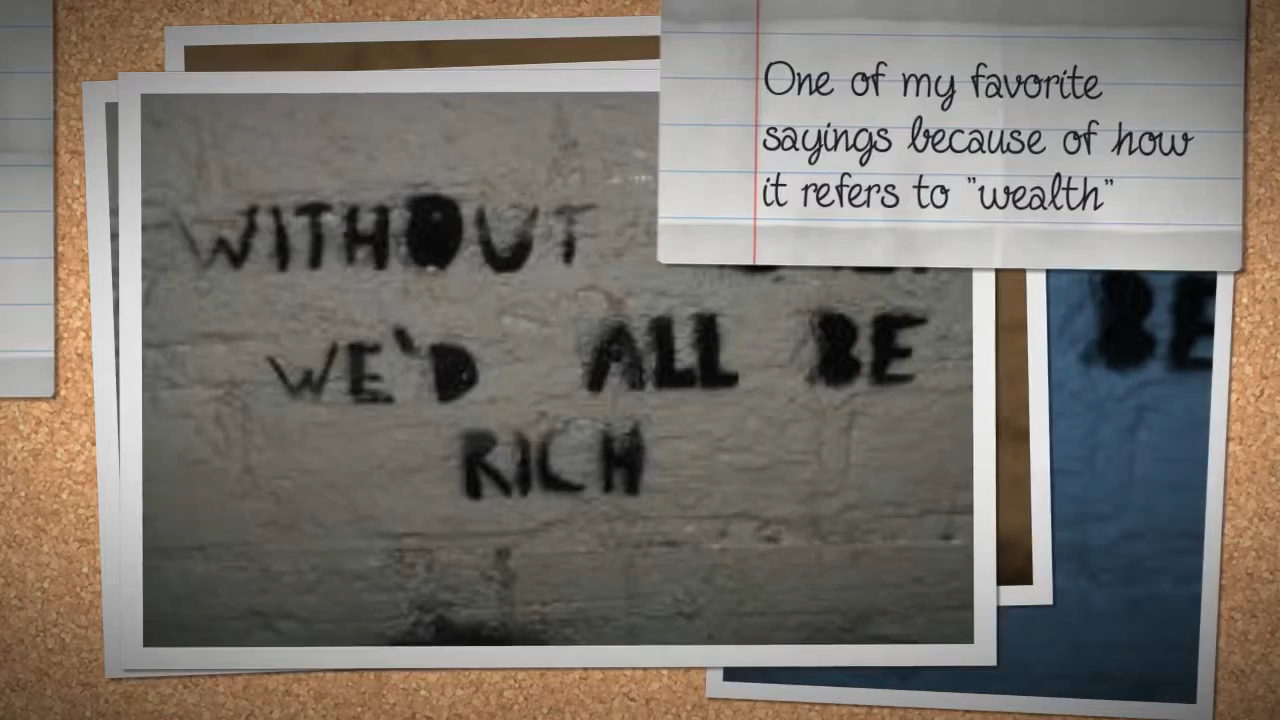 One of my favorite
sayings because of how
it refers to "wealth"
WITHOUT
WE'D ALL BE
RICH
BE